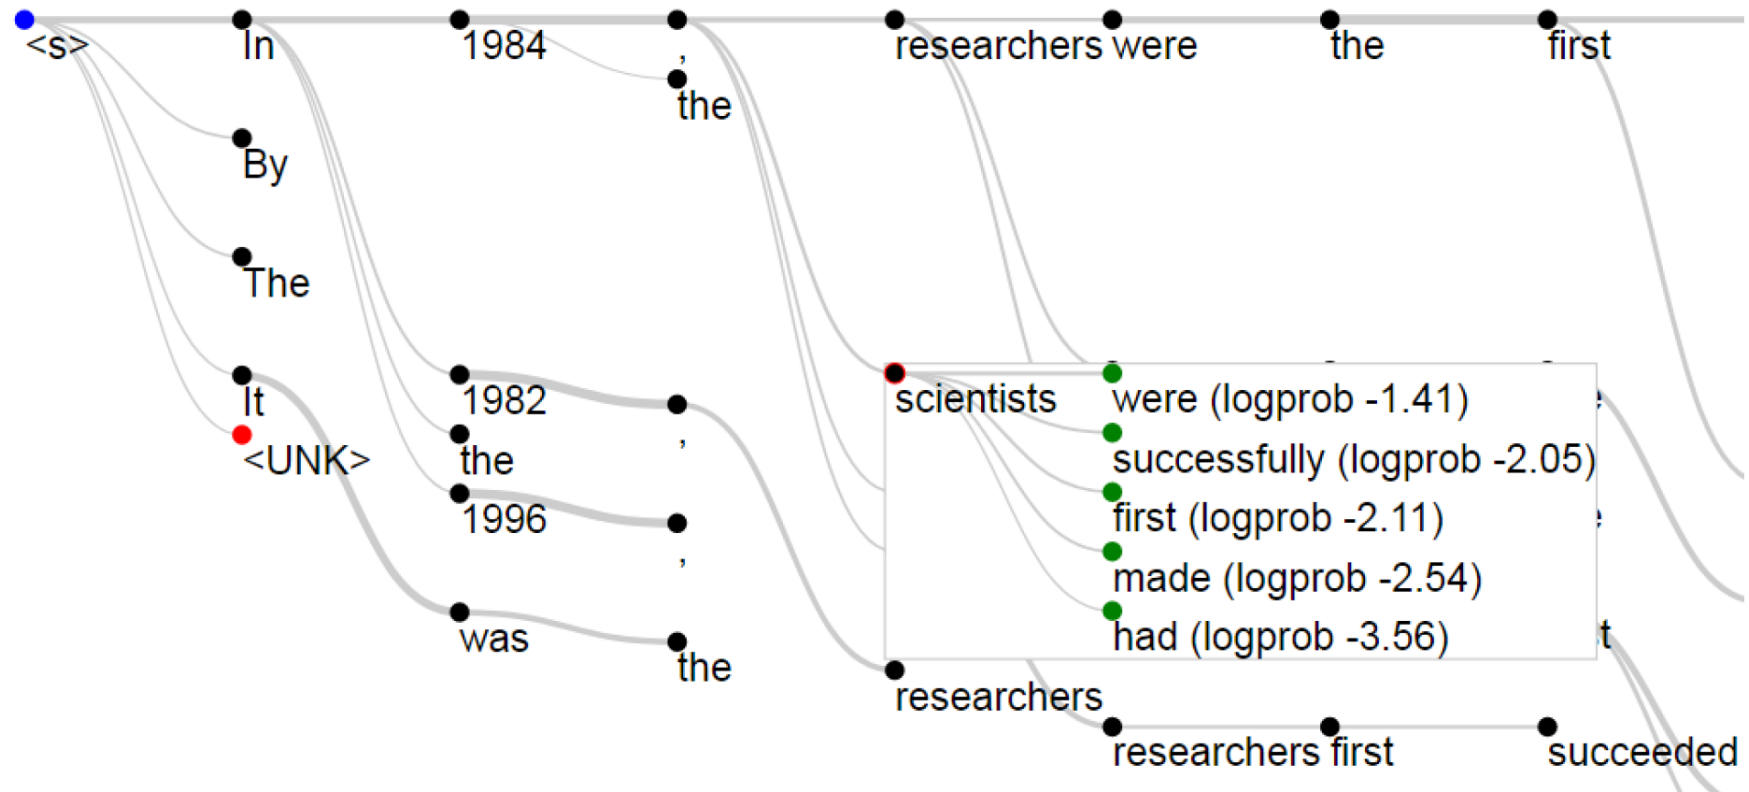 <s> In 1984 , researchers were the first
the
By
The
It 1982 , scientists were (logprob -1.41)
<UNK> the successfully (logprob -2.05)
1996 , first (logprob -2.11)
made (logprob -2.54)
was the had (logprob -3.56)
researchers
researchers first succeeded